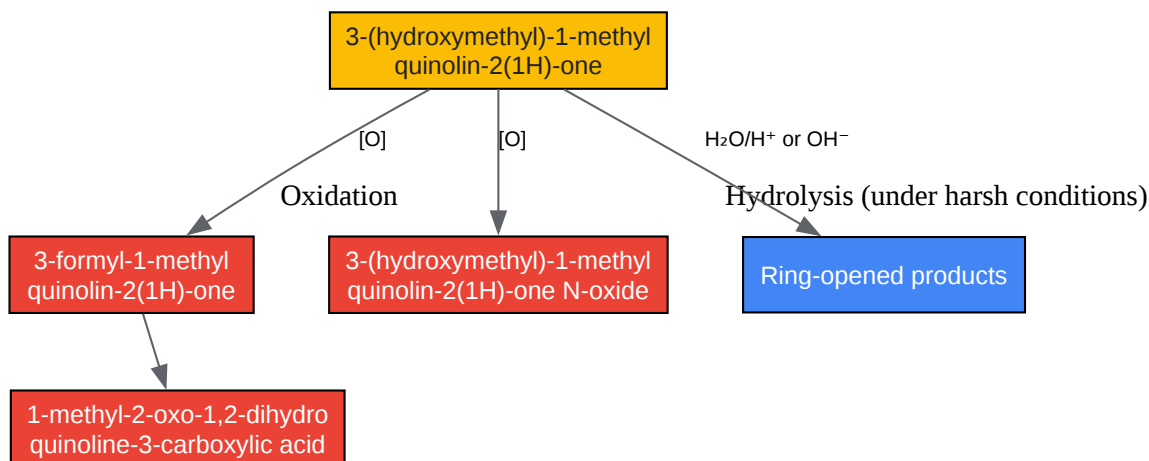 3-(hydroxymethyl)-1-methyl
quinolin-2(1H)-one
[O]
[O]
H₂O/H⁺ or OH⁻
Oxidation
Hydrolysis (under harsh conditions)
3-formyl-1-methyl
quinolin-2(1H)-one
3-(hydroxymethyl)-1-methyl
quinolin-2(1H)-one N-oxide
Ring-opened products
1-methyl-2-oxo-1,2-dihydro
quinoline-3-carboxylic acid